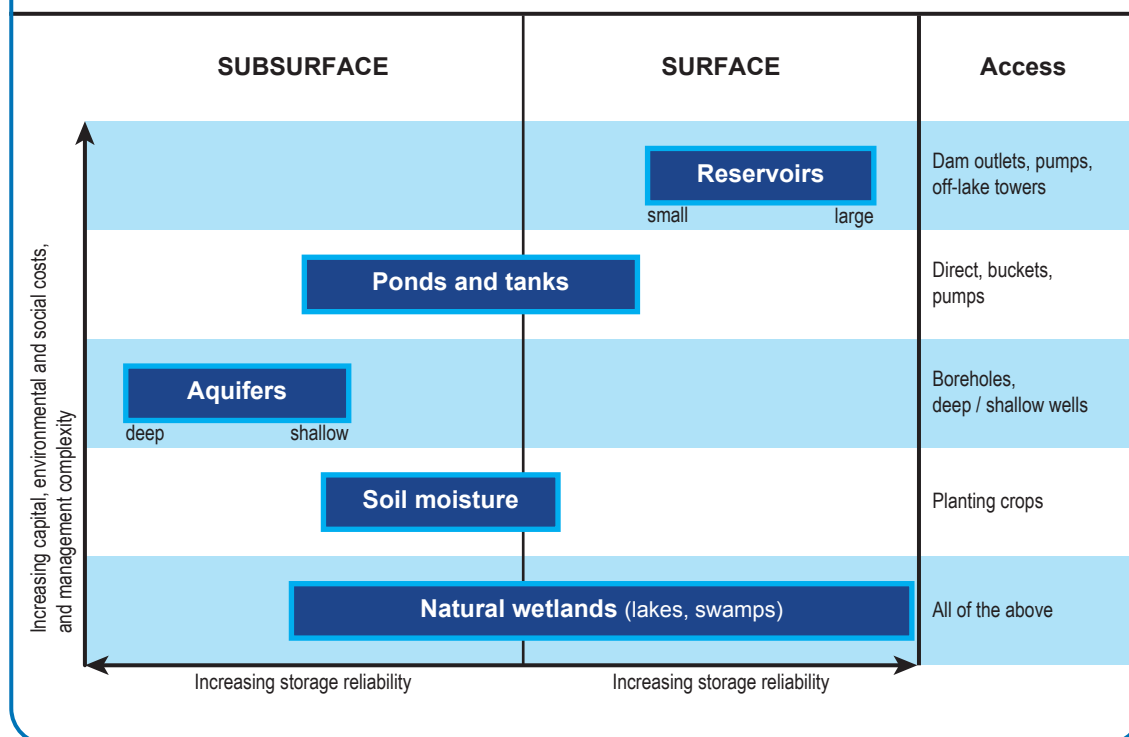 SUBSURFACE
SURFACE
Access
Increasing capital, environmental and social costs,
and management complexity
Reservoirs
small
large
Dam outlets, pumps,
off-lake towers
Ponds and tanks
Direct, buckets,
pumps
Aquifers
deep
shallow
Boreholes,
deep / shallow wells
Soil moisture
Planting crops
Natural wetlands (lakes, swamps)
All of the above
Increasing storage reliability
Increasing storage reliability